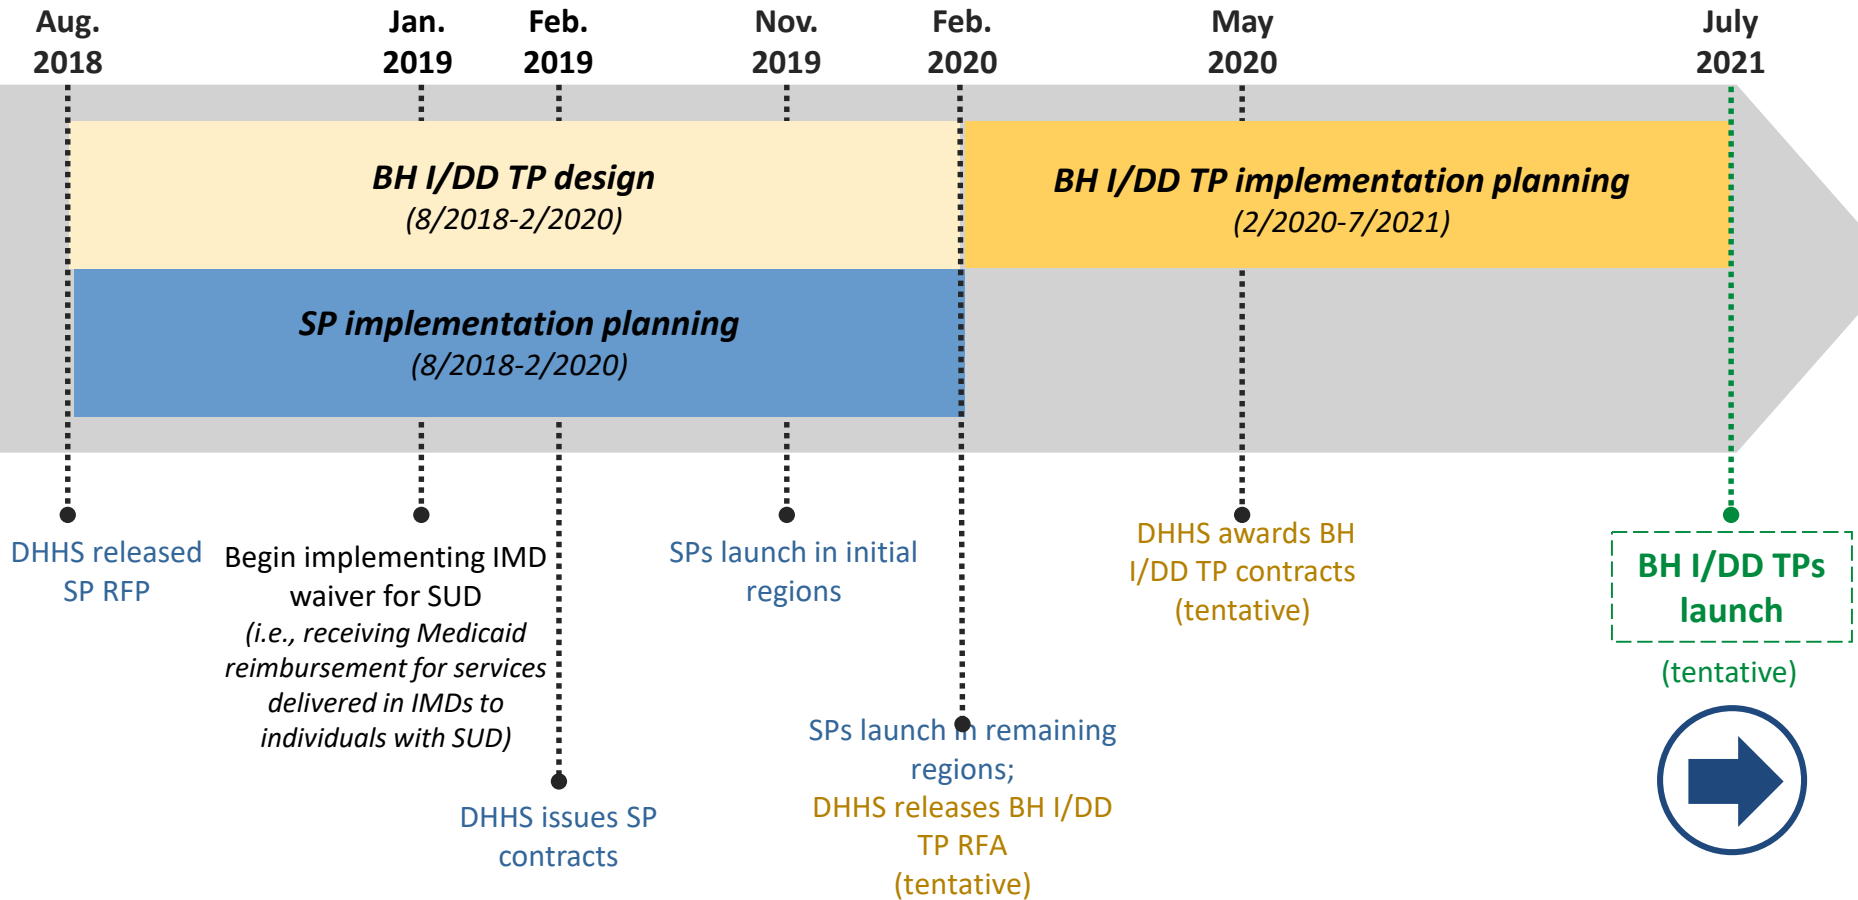 Aug.
2018
Jan.
2019
Feb.
2019
Nov.
2019
Feb.
2020
May
2020
July
2021
BH I/DD TP design
(8/2018-2/2020)
BH I/DD TP implementation planning
(2/2020-7/2021)
SP implementation planning
(8/2018-2/2020)
DHHS released
SP RFP
Begin implementing IMD
waiver for SUD
(i.e., receiving Medicaid
reimbursement for services
delivered in IMDs to
individuals with SUD)
DHHS issues SP
contracts
SPs launch in initial
regions
SPs launch in remaining
regions;
DHHS releases BH I/DD
TP RFA
(tentative)
DHHS awards BH
I/DD TP contracts
(tentative)
BH I/DD TPs
launch
(tentative)